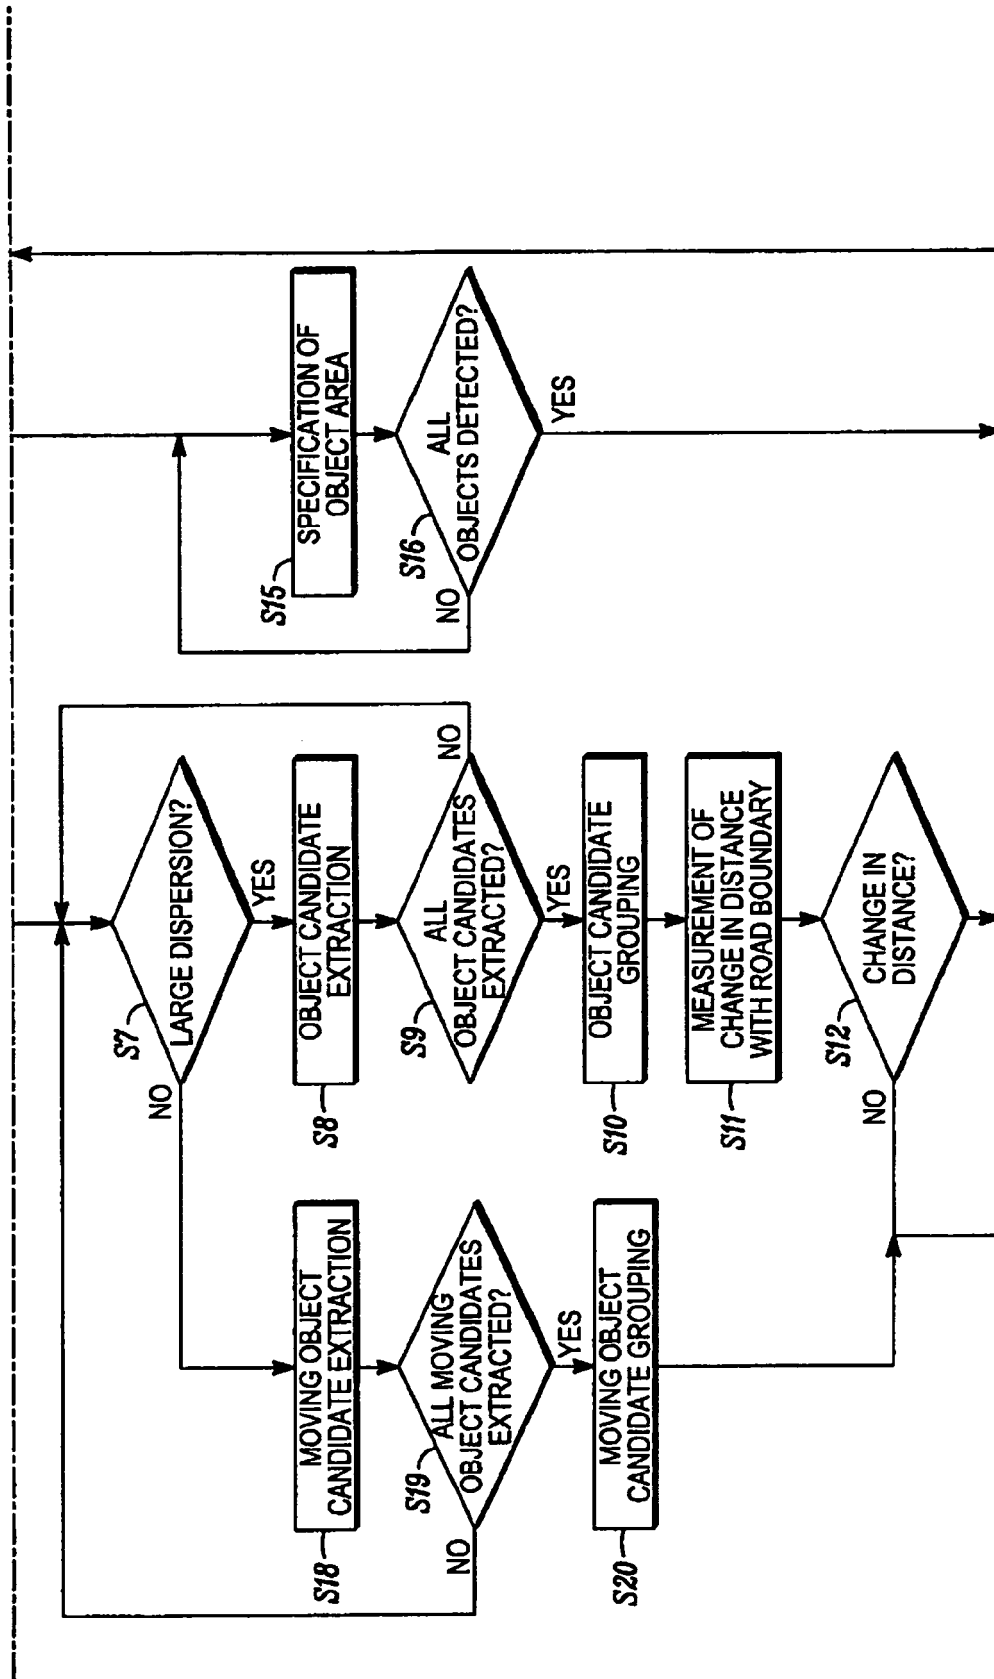 S7
LARGE DISPERSION?
NO
YES
S8
OBJECT CANDIDATE
EXTRACTION
S9
ALL
OBJECT CANDIDATES
EXTRACTED?
NO
YES
S10
OBJECT CANDIDATE
GROUPING
S11
MEASUREMENT OF
CHANGE IN DISTANCE
WITH ROAD BOUNDARY
S12
CHANGE IN
DISTANCE?
NO
S18
MOVING OBJECT
CANDIDATE EXTRACTION
S19
ALL MOVING
OBJECT CANDIDATES
EXTRACTED?
NO
YES
S20
MOVING OBJECT
CANDIDATE GROUPING
S15
SPECIFICATION OF
OBJECT AREA
S16
ALL
OBJECTS DETECTED?
NO
YES